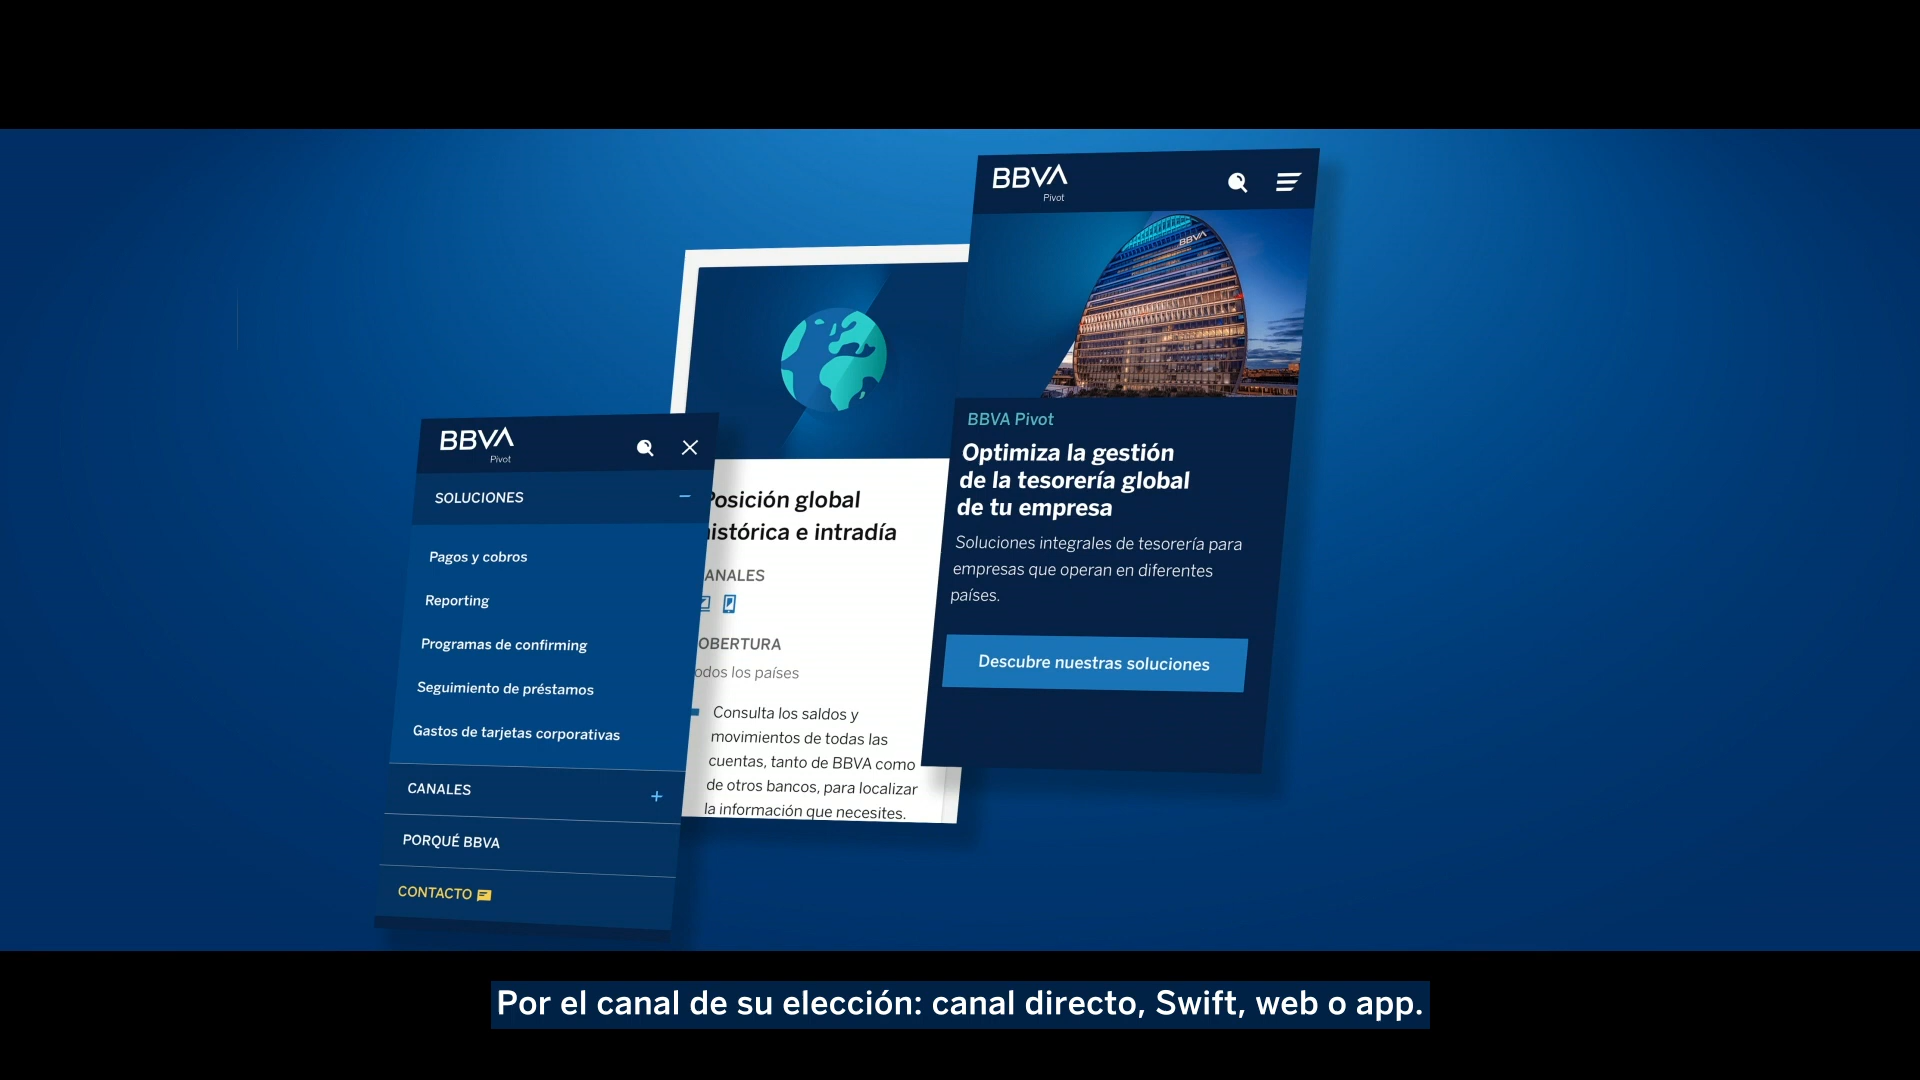 BBVA
Pivot
SOLUCIONES
Pagos y cobros
Reporting
Programas de confirming
Seguimiento de préstamos
Gastos de tarjetas corporativas
CANALES
PORQUÉ BBVA
CONTACTO
Posición global
histórica e intradía
ANALES
OBERTURA
odos los países
Consulta los saldos y
movimientos de todas las
cuentas, tanto de BBVA como
de otros bancos, para localizar
la información que necesites.
BBVA
Pivot
BBVA
BBVA Pivot
Optimiza la gestión
de la tesorería global
de tu empresa
Soluciones integrales de tesorería para
empresas que operan en diferentes
países.
Descubre nuestras soluciones
Por el canal de su elección: canal directo, Swift, web o app.